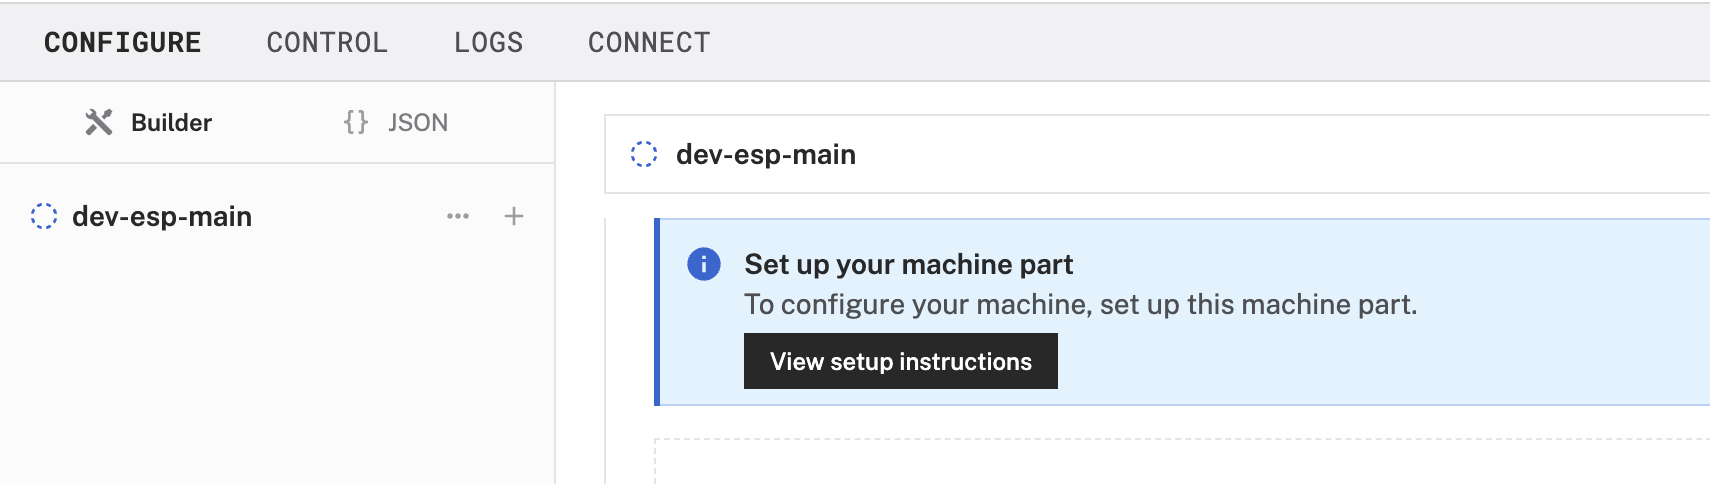 CONFIGURE CONTROL LOGS CONNECT
Builder {} JSON
dev-esp-main
dev-esp-main
Set up your machine part
To configure your machine, set up this machine part.
View setup instructions